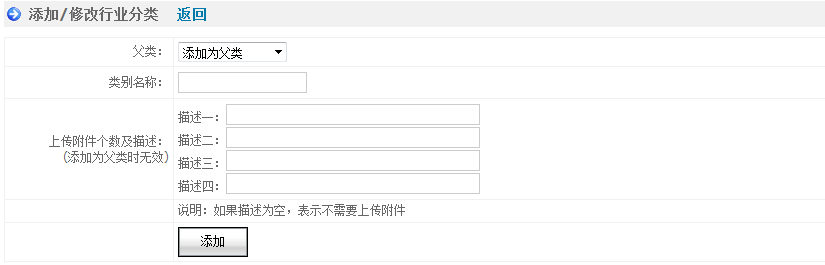 添加/修改行业分类 返回
父类： 添加为父类
类别名称：
上传附件个数及描述：
(添加为父类时无效)
描述一：
描述二：
描述三：
描述四：
说明：如果描述为空，表示不需要上传附件
添加